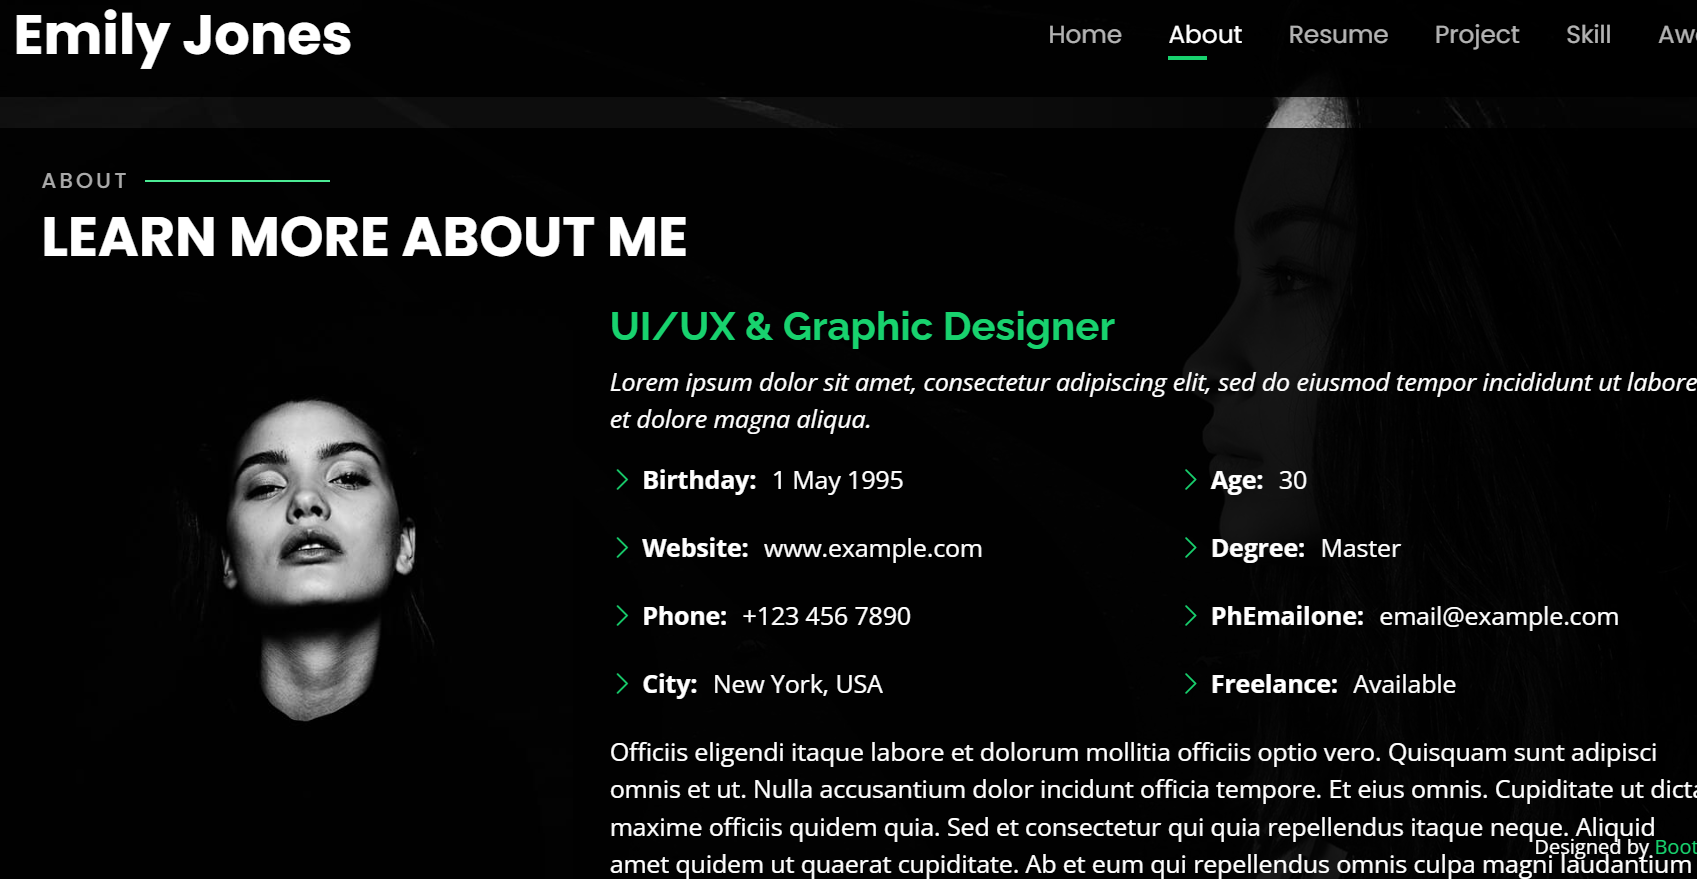 Emily Jones
Home About Resume Project Skill
ABOUT
LEARN MORE ABOUT ME
UI/UX & Graphic Designer
Lorem ipsum dolor sit amet, consectetur adipiscing elit, sed do eiusmod tempor incididunt ut labore
et dolore magna aliqua.
Birthday: 1 May 1995 Age: 30
Website: www.example.com Degree: Master
Phone: +123 456 7890 PhEmailone: email@example.com
City: New York, USA Freelance: Available
Officiis eligendi itaque labore et dolorum mollitia officiis optio vero. Quisquam sunt adipisci
omnis et ut. Nulla accusantium dolor incidunt officia tempore. Et eius omnis. Cupiditate ut dicta
maxime officiis quidem quia. Sed et consectetur qui quia repellendus itaque neque. Aliquid
Designed by
amet quidem ut quaerat cupiditate. Ab et eum qui repellendus omnis culpa magni laudantium